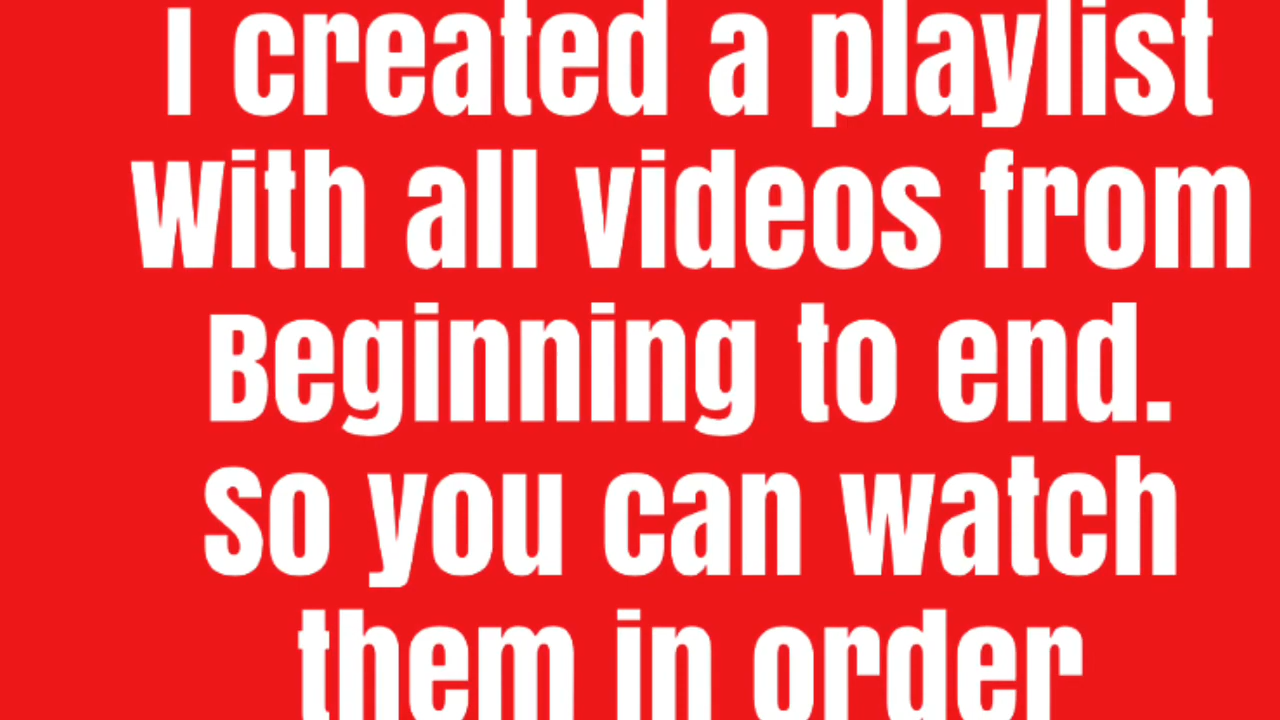 I created a playlist
With all videos from
Beginning to end.
So you can watch
them in order